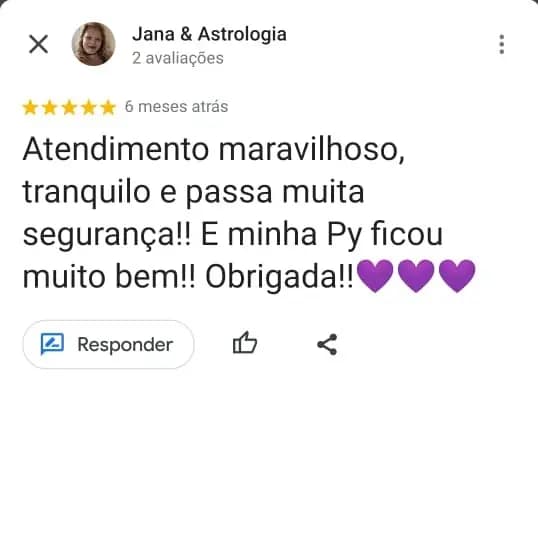 Jana & Astrologia
2 avaliações
6 meses atrás
Atendimento maravilhoso,
tranquilo e passa muita
segurança!! E minha Py ficou
muito bem!! Obrigada!!💜💜💜
Responder